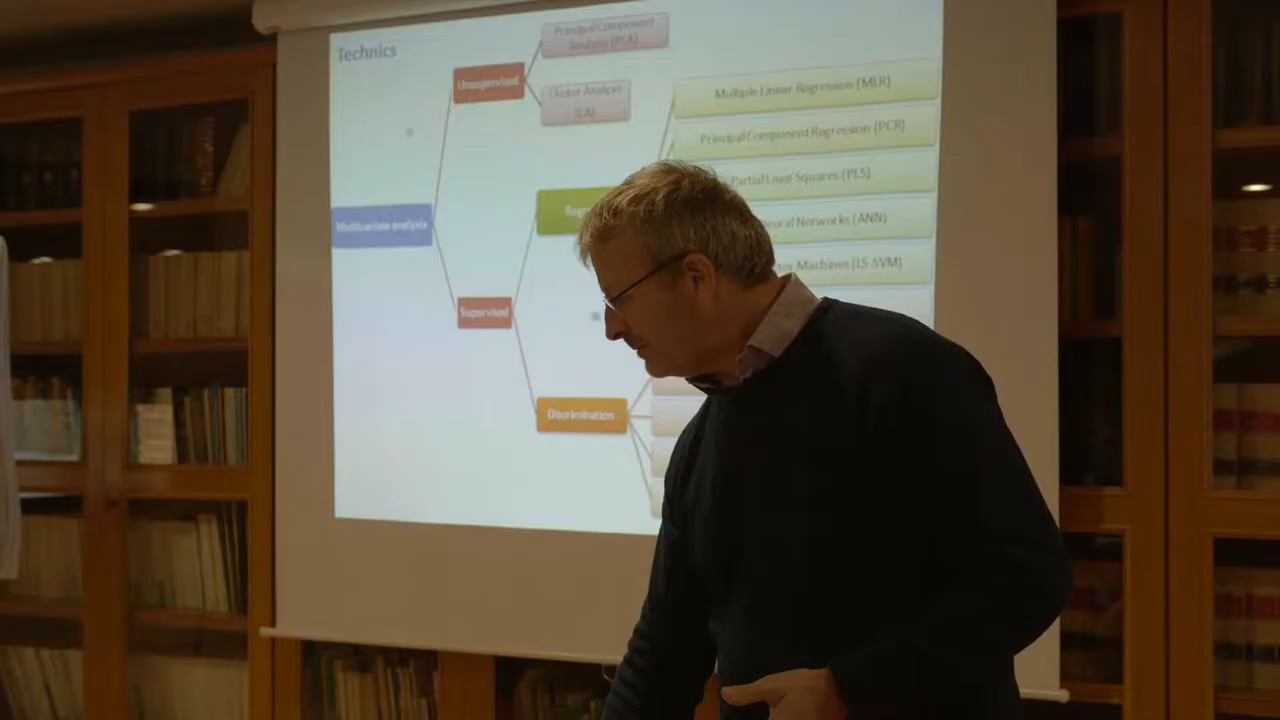 Technics
Principal Component
Analysis (PCA)
Unsupervised
Cluster Analysis
(CA)
Multiple Linear Regression (MLR)
Principal Component Regression (PCR)
Partial Least Squares (PLS)
Multivariate analysis
Networks (ANN)
Machines (LS-SVM)
Supervised
Discrimination